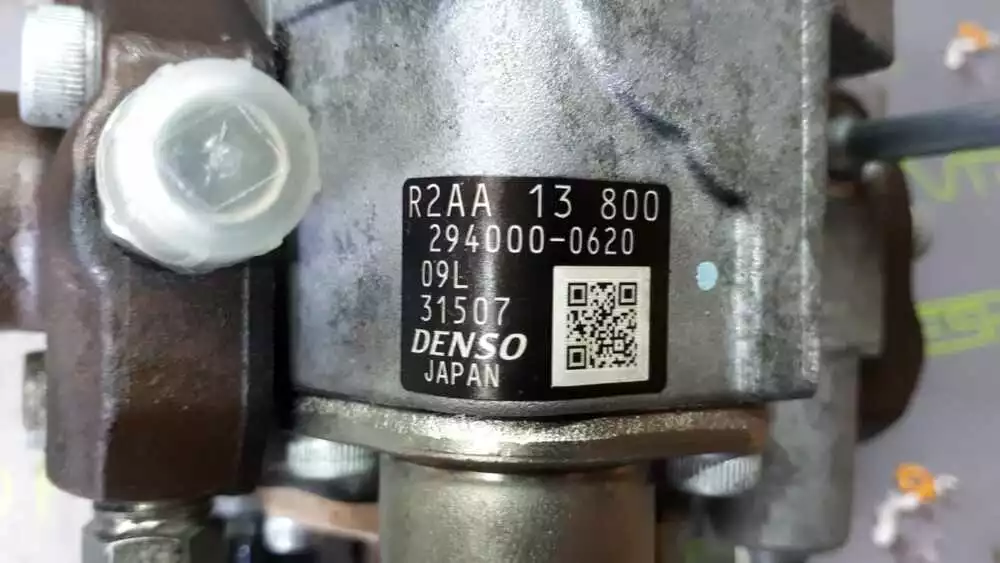 R2AA 13 800
294000-0620
09L
31507
DENSO
JAPAN